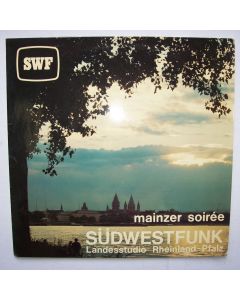 SWF
mainzer soirée
SÜDWESTFUNK
Landesstudio Rheinland-Pfalz